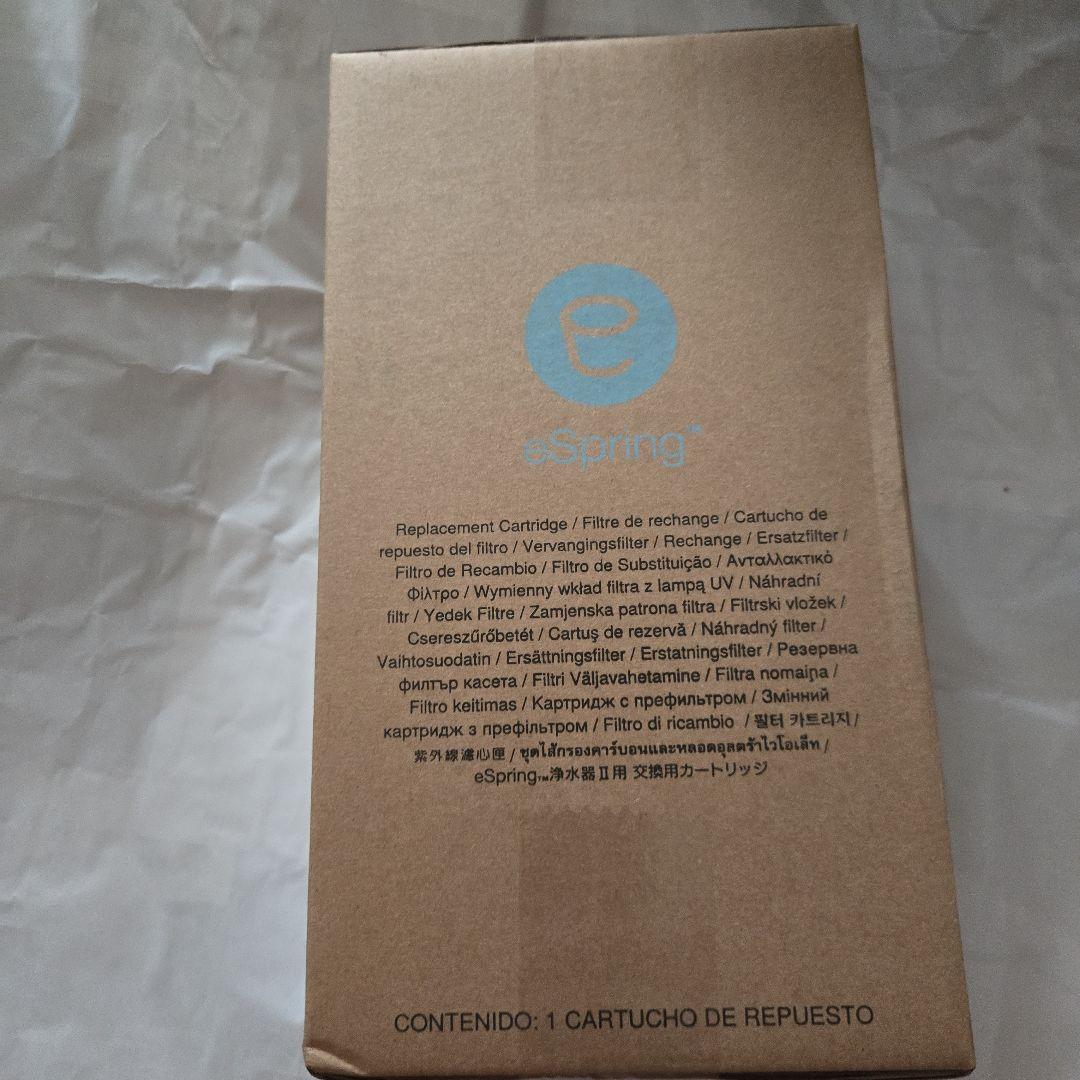 eSpring™
Replacement Cartridge / Filtre de rechange / Cartucho de
repuesto del filtro / Vervangingsfilter / Rechange / Ersatzfilter /
Filtro de Recambio / Filtro de Substituição / Ανταλλακτικό
Φίλτρο / Wymienny wkład filtra z lampą UV / Náhradní
filtr / Yedek Filtre / Zamjenska patrona filtra / Filtrski vložek /
Csereszűrőbetét / Cartuş de rezervă / Náhradný filter /
Vaihtosuodatin / Ersättningsfilter / Erstatningsfilter / Резервна
филтър касета / Filtri Väljavahetamine / Filtra nomaiņa /
Filtro keitimas / Картридж с префильтром / Змінний
картридж з префільтром / Filtro di ricambio / 필터 카트리지 /
紫外線濾心匣 / ชุดไส้กรองคาร์บอนและหลอดอุลตร้าไวโอเล็ท /
eSpring™浄水器Ⅱ用 交換用カートリッジ
CONTENIDO: 1 CARTUCHO DE REPUESTO